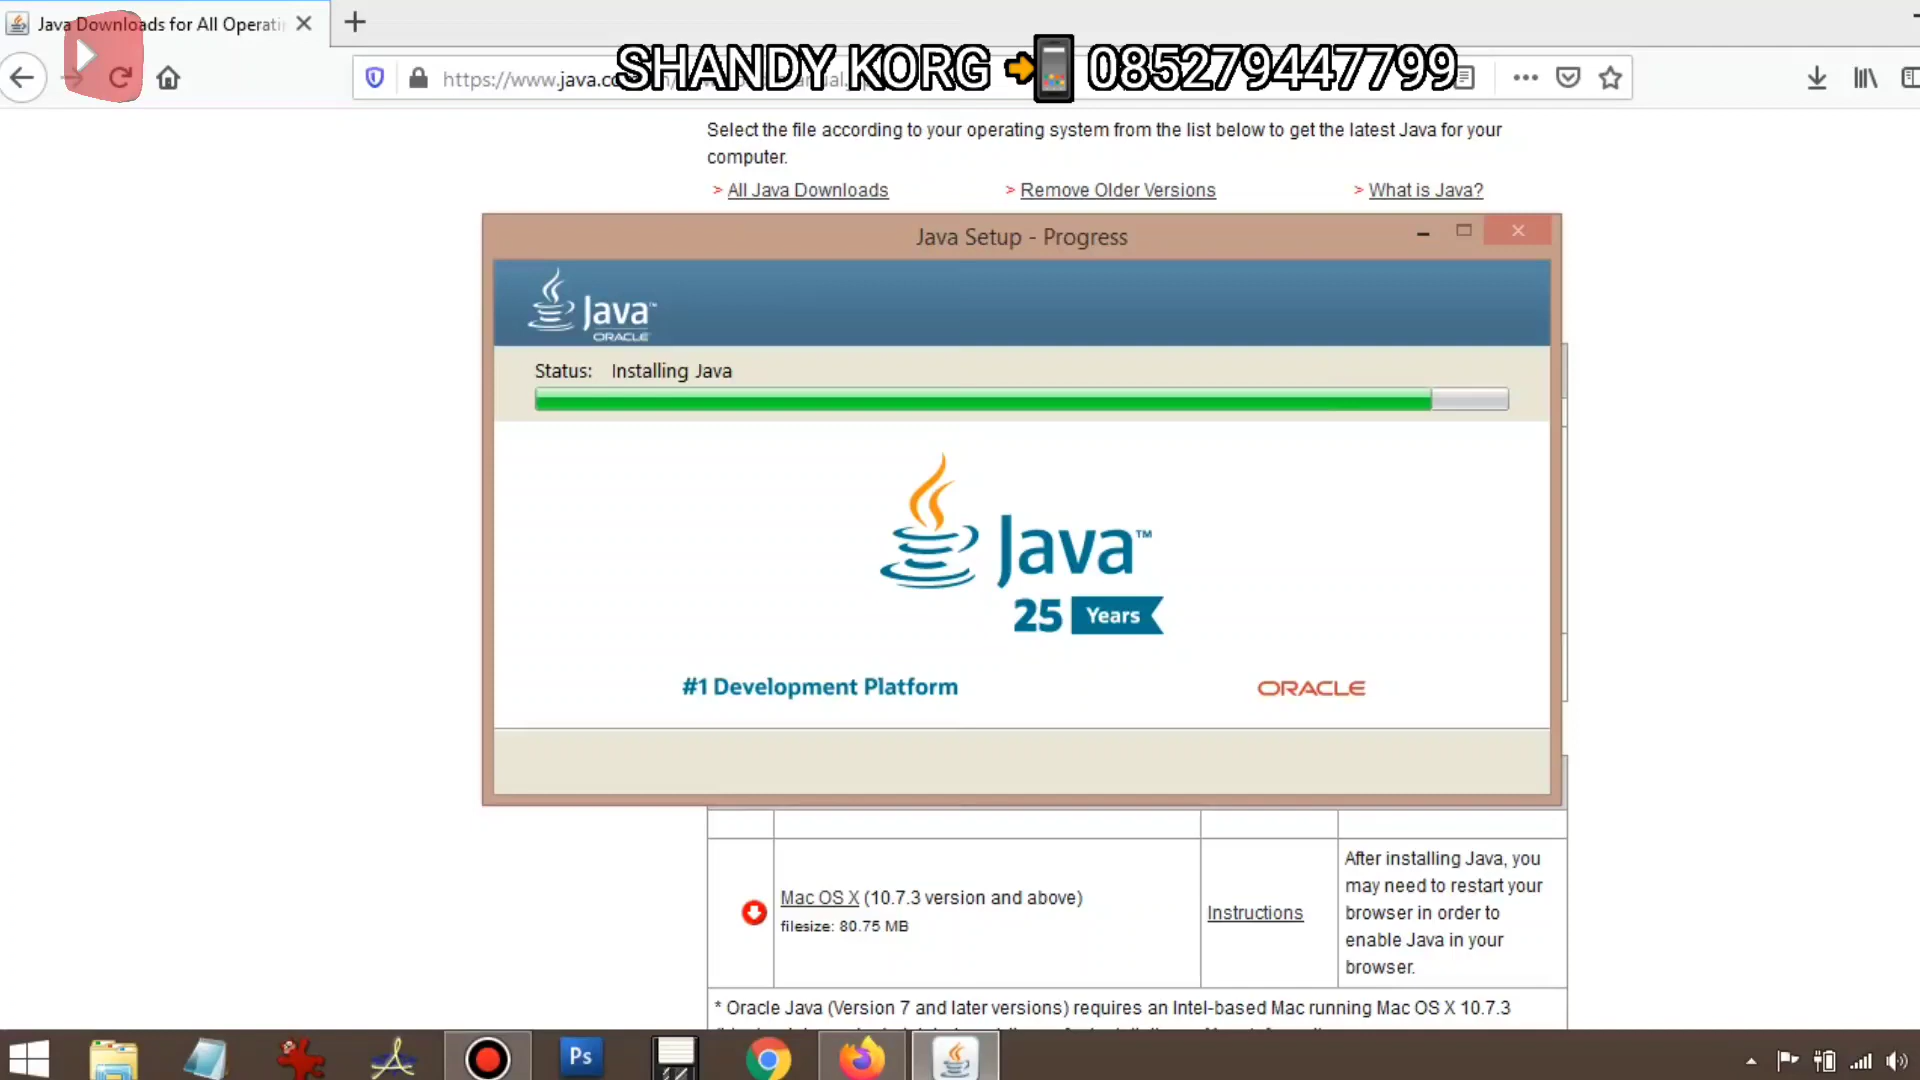 Java Downloads for All Operati
SHANDY KORG 085279447799
https://www.java.co
Select the file according to your operating system from the list below to get the latest Java for your
computer.
> All Java Downloads > Remove Older Versions > What is Java?
Java Setup - Progress
Java™
ORACLE
Status: Installing Java
Java™
25 Years
#1 Development Platform
ORACLE
Mac OS X (10.7.3 version and above)
filesize: 80.75 MB
Instructions
After installing Java, you
may need to restart your
browser in order to
enable Java in your
browser.
* Oracle Java (Version 7 and later versions) requires an Intel-based Mac running Mac OS X 10.7.3
Ps